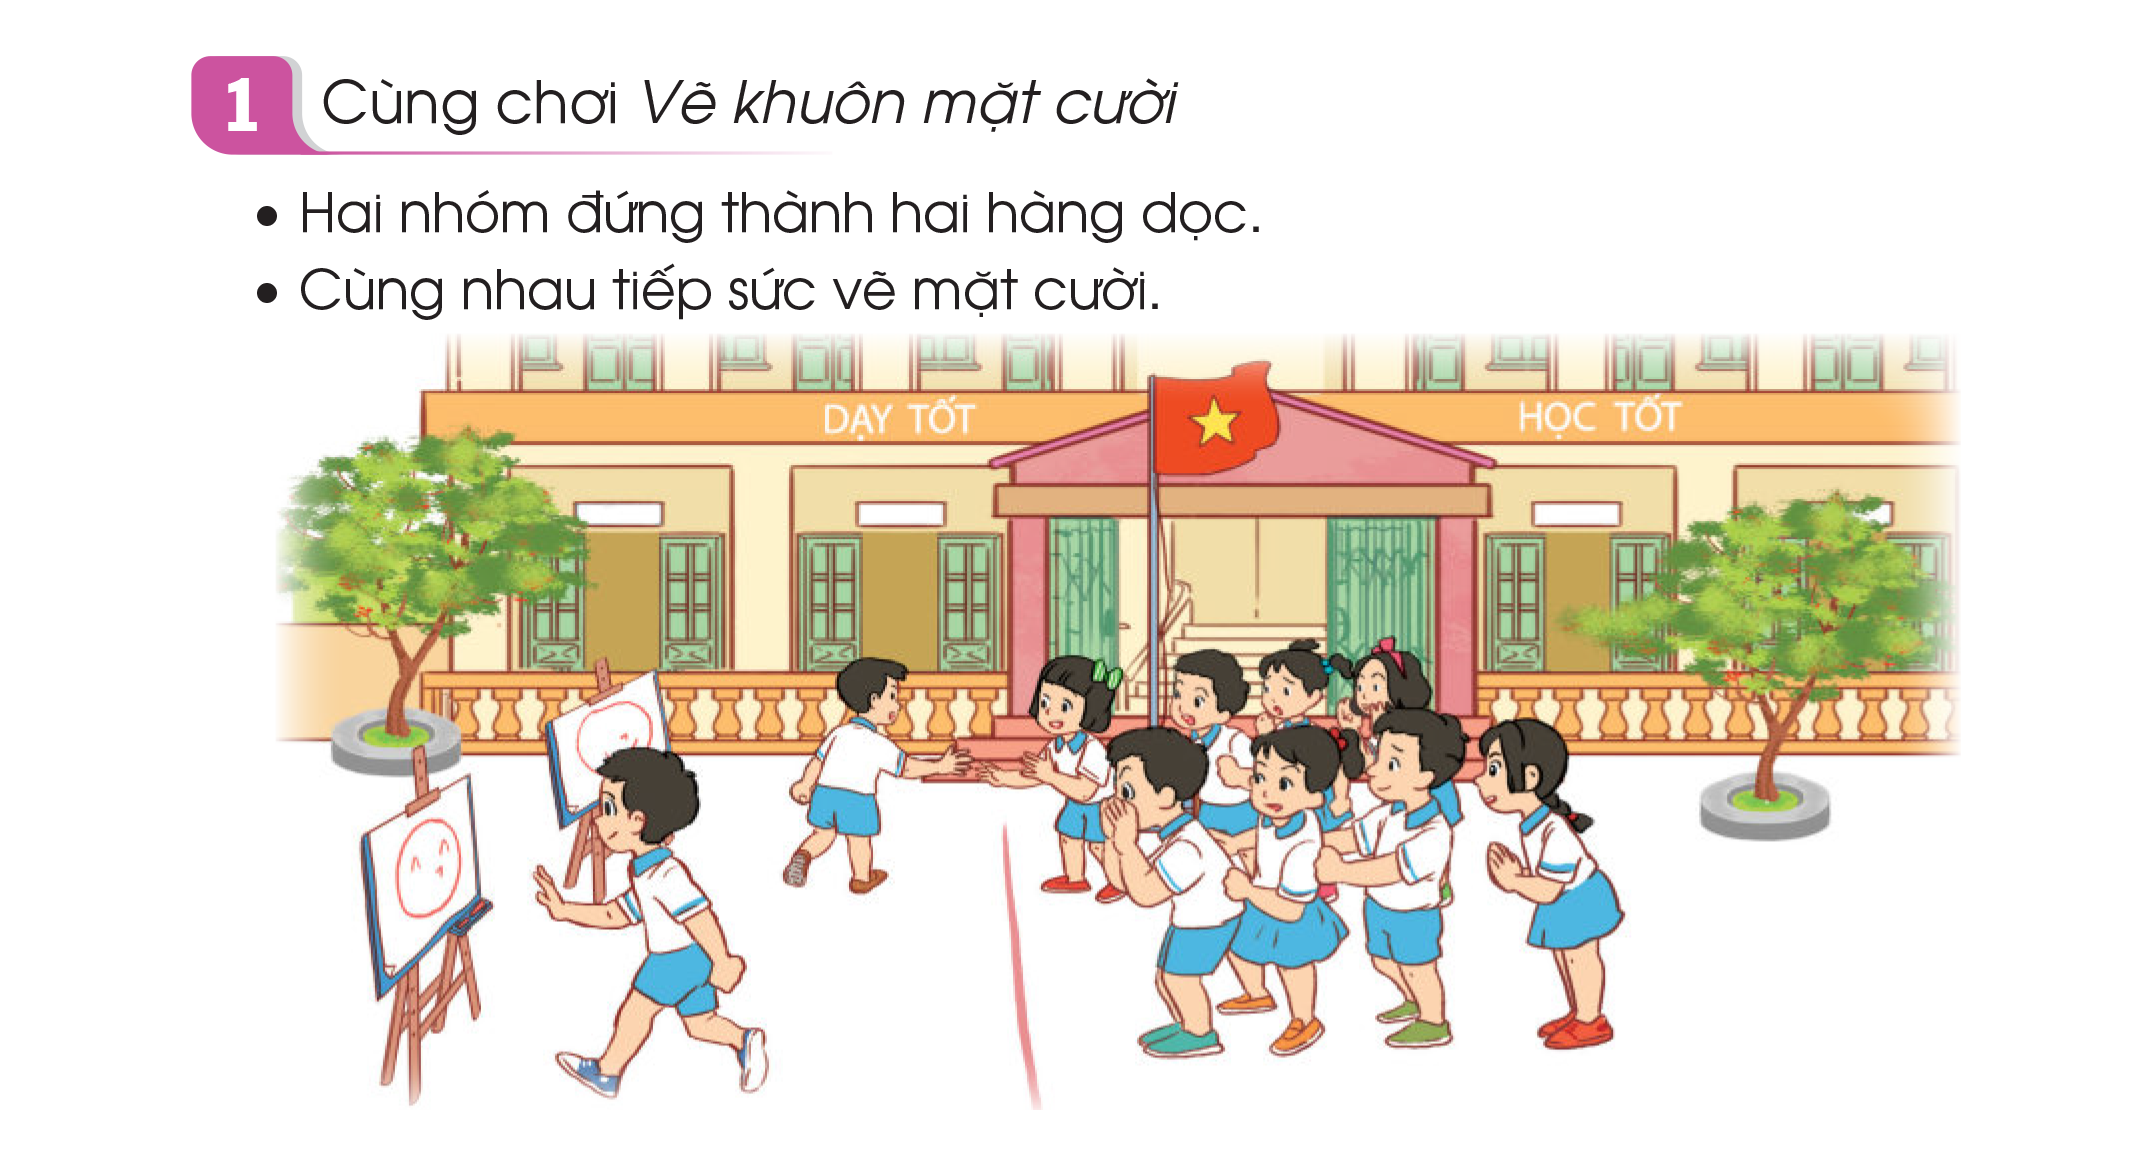 1 Cùng chơi Vẽ khuôn mặt cười
• Hai nhóm đứng thành hai hàng dọc.
• Cùng nhau tiếp sức vẽ mặt cười.
DẠY TỐT
HỌC TỐT